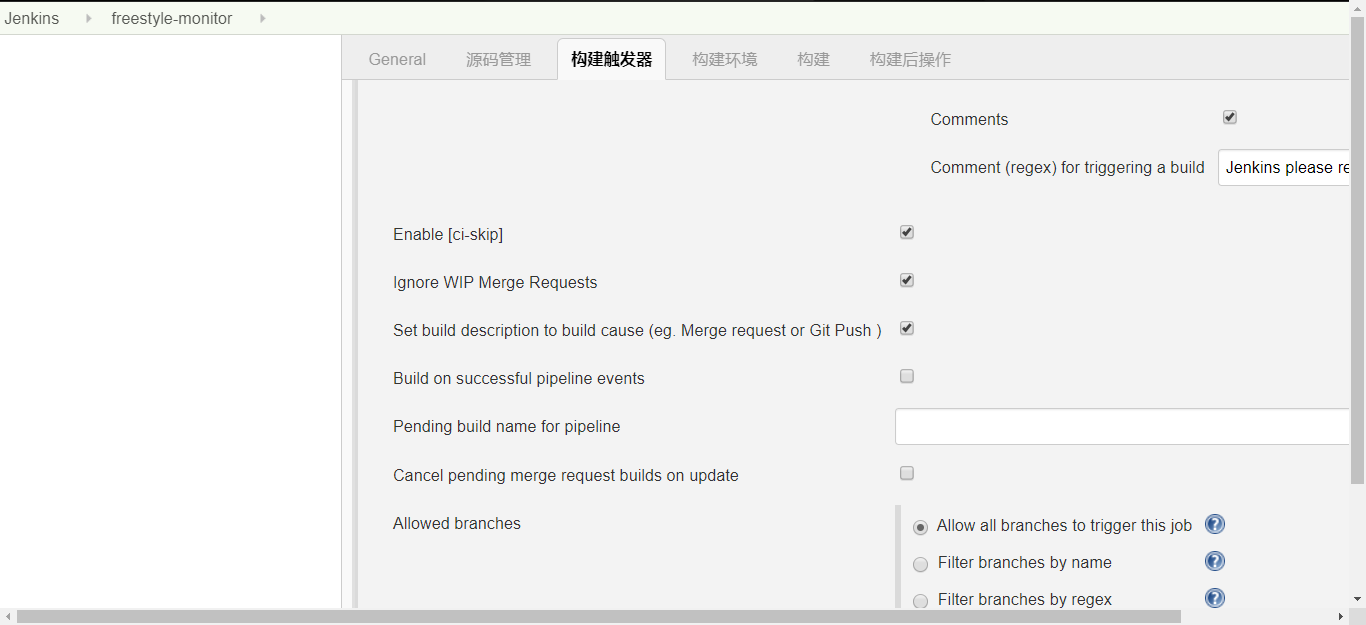 Jenkins freestyle-monitor
General 源码管理 构建触发器 构建环境 构建 构建后操作
Comments
Comment (regex) for triggering a build Jenkins please re
Enable [ci-skip]
Ignore WIP Merge Requests
Set build description to build cause (eg. Merge request or Git Push )
Build on successful pipeline events
Pending build name for pipeline
Cancel pending merge request builds on update
Allowed branches
Allow all branches to trigger this job
Filter branches by name
Filter branches by regex